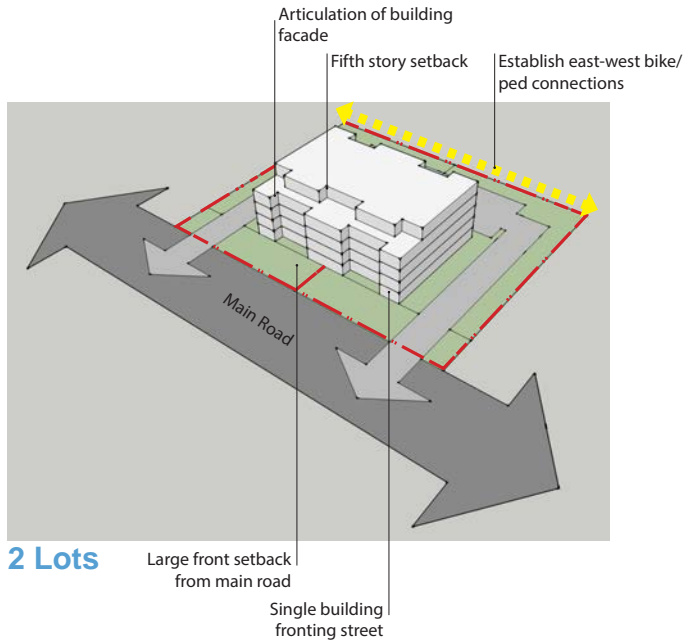 Articulation of building
facade
Fifth story setback
Establish east-west bike/
ped connections
Main Road
2 Lots
Large front setback
from main road
Single building
fronting street